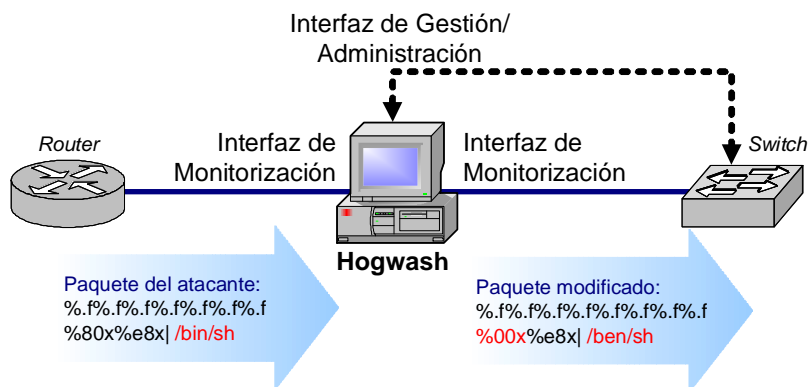 Interfaz de Gestión/
Administración
Router
Interfaz de
Monitorización
Interfaz de
Monitorización
Switch
Hogwash
Paquete del atacante:
%.f%.f%.f%.f%.f%.f%.f%.f
%80x%e8x| /bin/sh
Paquete modificado:
%.f%.f%.f%.f%.f%.f%.f%.f%.f
%00x%e8x| /ben/sh